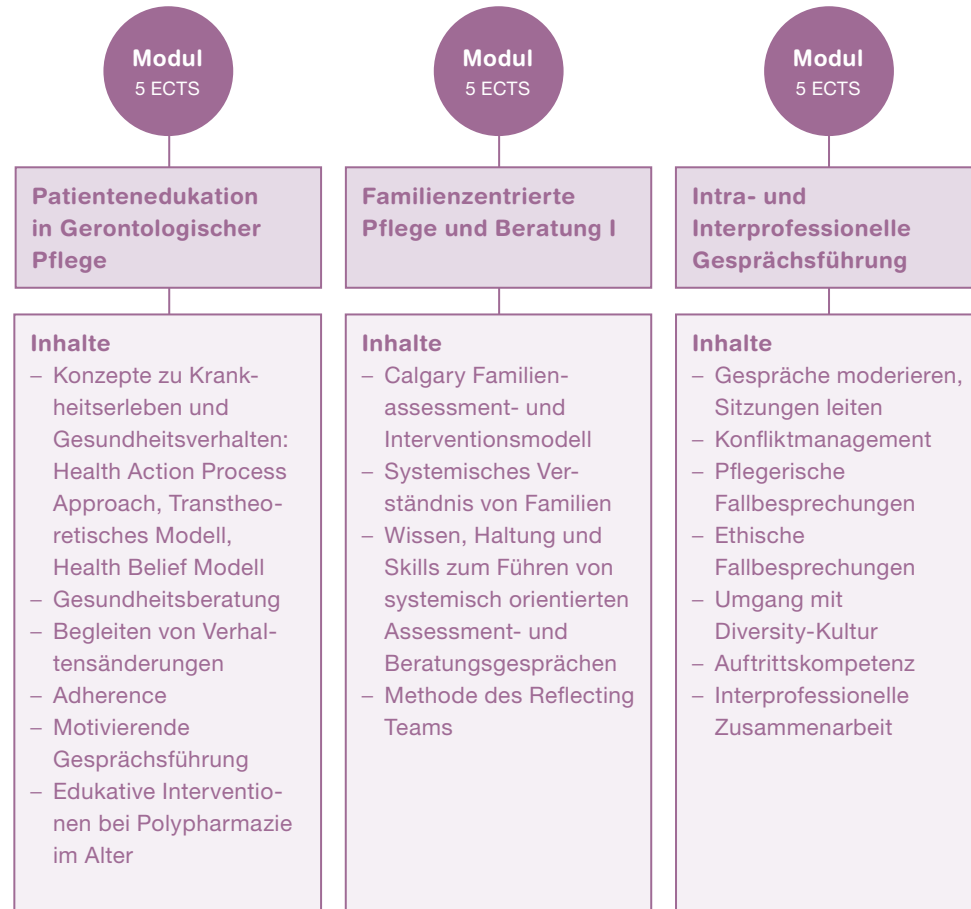 Modul
5 ECTS
Patientenedukation
in Gerontologischer
Pflege
Inhalte
– Konzepte zu Krank-
heitserleben und
Gesundheitsverhalten:
Health Action Process
Approach, Transtheo-
retisches Modell,
Health Belief Modell
– Gesundheitsberatung
– Begleiten von Verhal-
tensänderungen
– Adherence
– Motivierende
Gesprächsführung
– Edukative Interventio-
nen bei Polypharmazie
im Alter
Modul
5 ECTS
Familienzentrierte
Pflege und Beratung I
Inhalte
– Calgary Familien-
assessment- und
Interventionsmodell
– Systemisches Ver-
ständnis von Familien
– Wissen, Haltung und
Skills zum Führen von
systemisch orientierten
Assessment- und
Beratungsgesprächen
– Methode des Reflecting
Teams
Modul
5 ECTS
Intra- und
Interprofessionelle
Gesprächsführung
Inhalte
– Gespräche moderieren,
Sitzungen leiten
– Konfliktmanagement
– Pflegerische
Fallbesprechungen
– Ethische
Fallbesprechungen
– Umgang mit
Diversity-Kultur
– Auftrittskompetenz
– Interprofessionelle
Zusammenarbeit